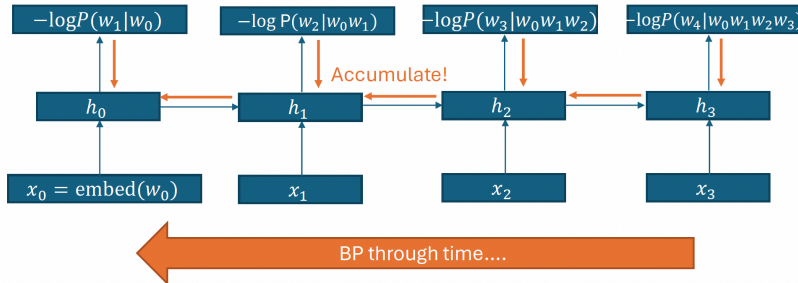 −logP(w₁|w₀)
−log P(w₂|w₀w₁)
−logP(w₃|w₀w₁w₂)
−logP(w₄|w₀w₁w₂w₃)
Accumulate!
h₀
h₁
h₂
h₃
x₀ = embed(w₀)
x₁
x₂
x₃
BP through time....